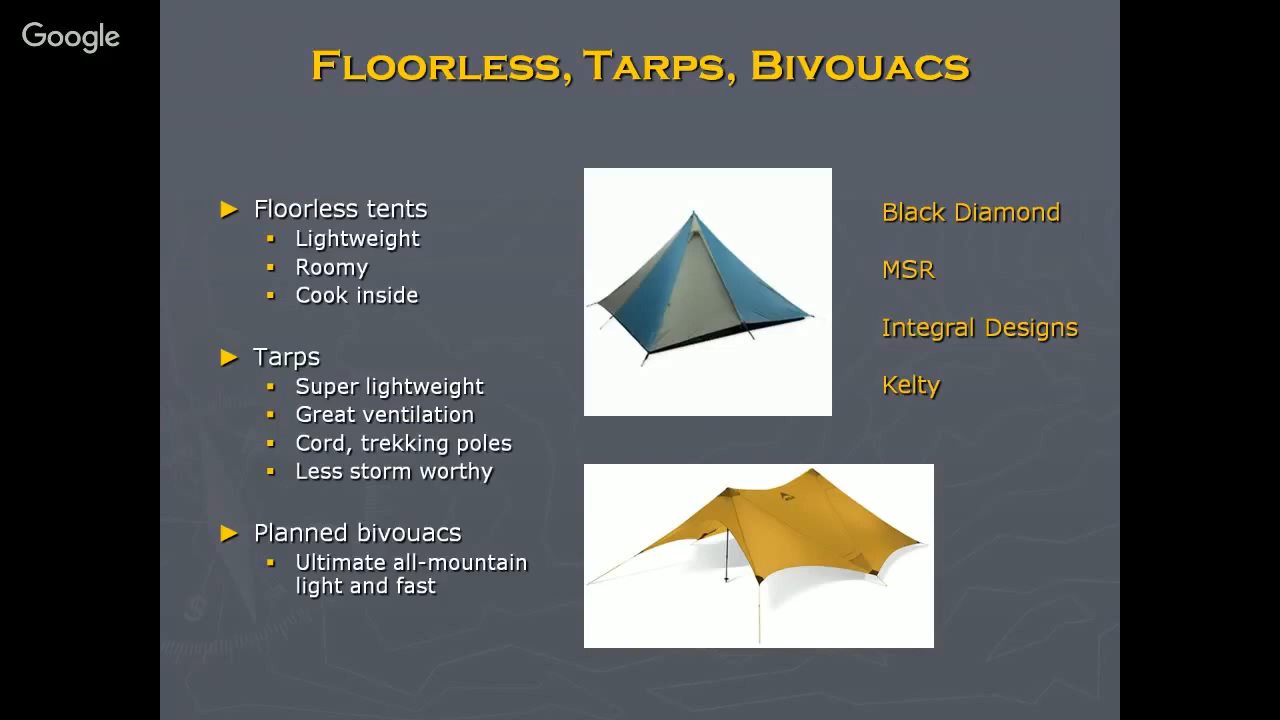 Google
FLOORLESS, TARPS, BIVOUACS
► Floorless tents
▪ Lightweight
▪ Roomy
▪ Cook inside
► Tarps
▪ Super lightweight
▪ Great ventilation
▪ Cord, trekking poles
▪ Less storm worthy
► Planned bivouacs
▪ Ultimate all-mountain
light and fast
Black Diamond
MSR
Integral Designs
Kelty
S